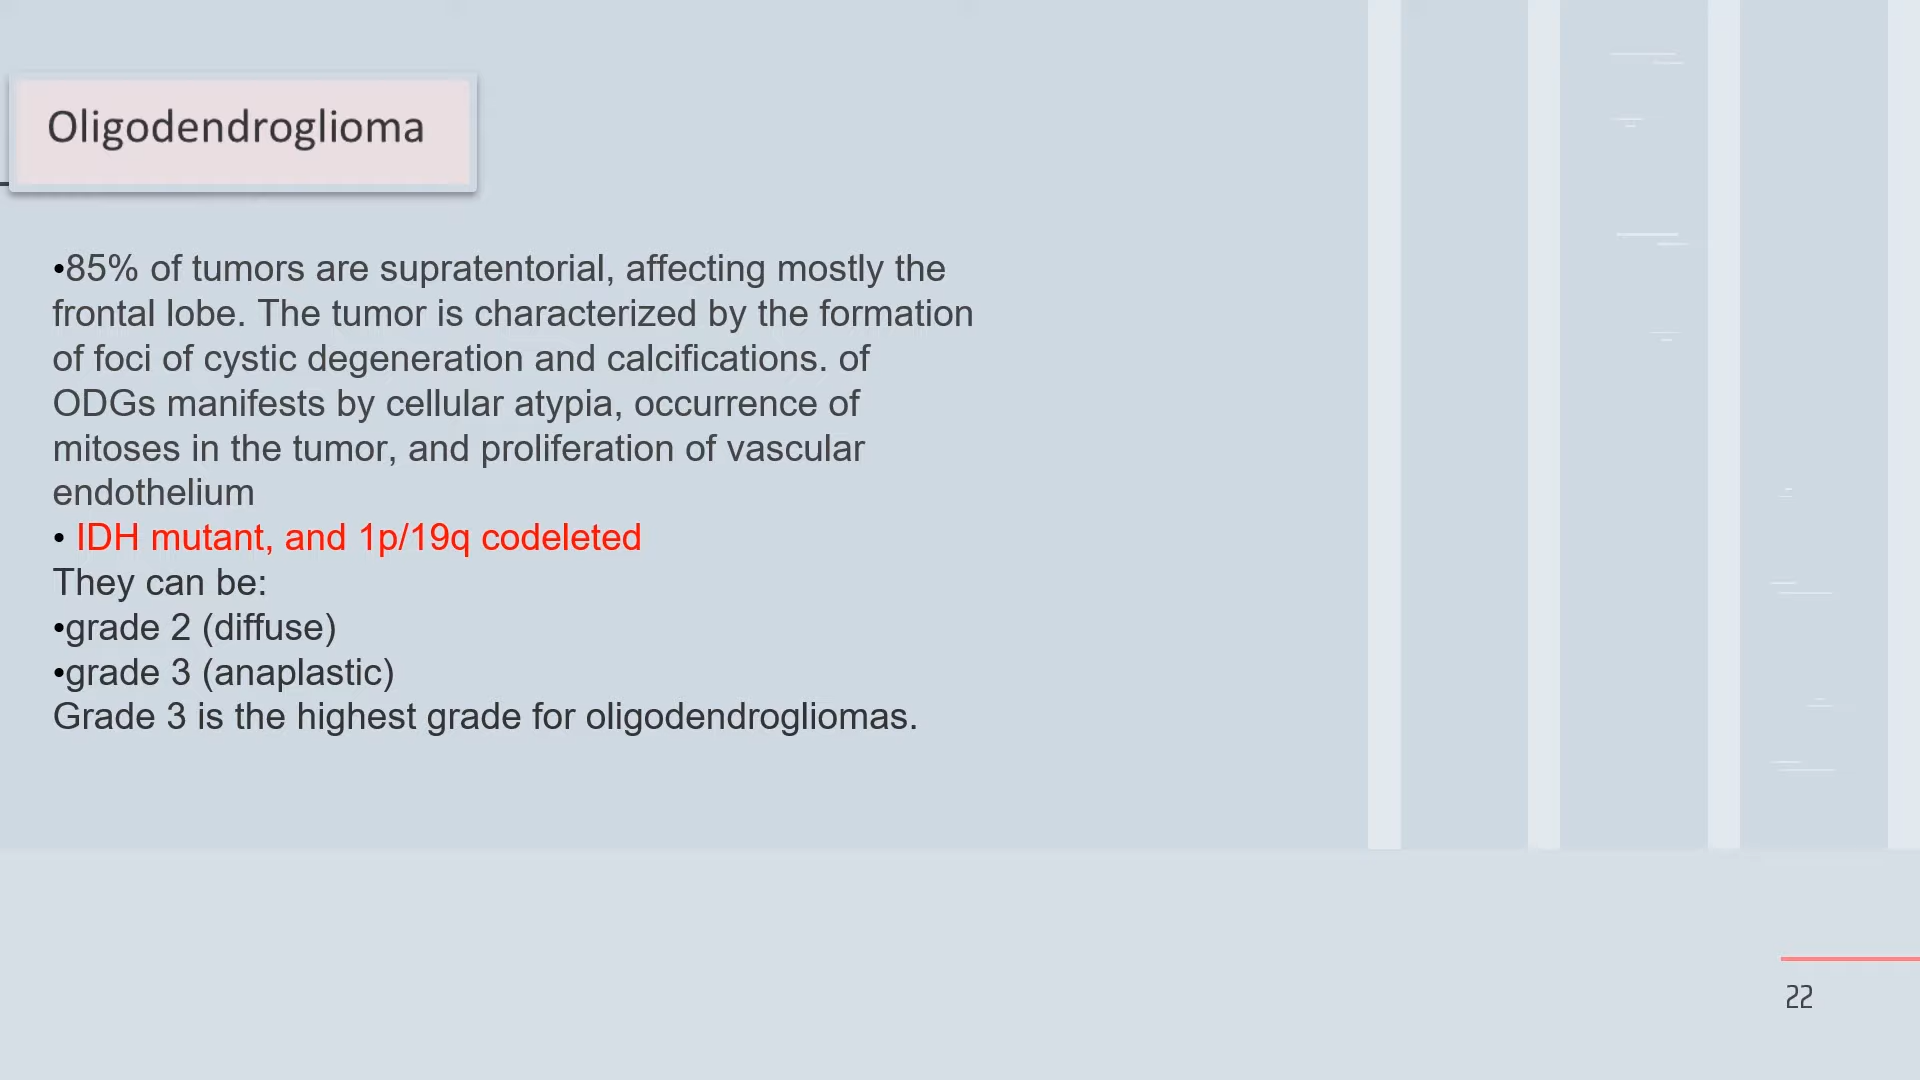 Oligodendroglioma
•85% of tumors are supratentorial, affecting mostly the
frontal lobe. The tumor is characterized by the formation
of foci of cystic degeneration and calcifications. of
ODGs manifests by cellular atypia, occurrence of
mitoses in the tumor, and proliferation of vascular
endothelium
• IDH mutant, and 1p/19q codeleted
They can be:
•grade 2 (diffuse)
•grade 3 (anaplastic)
Grade 3 is the highest grade for oligodendrogliomas.
22